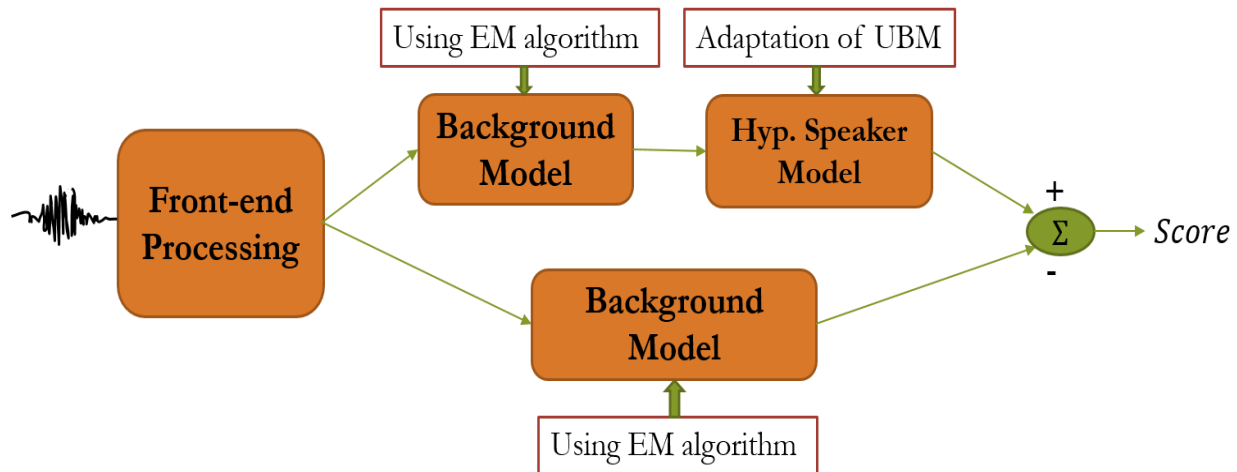 Using EM algorithm
Adaptation of UBM
Background
Model
Hyp. Speaker
Model
Front-end
Processing
+
Σ
-
Score
Background
Model
Using EM algorithm